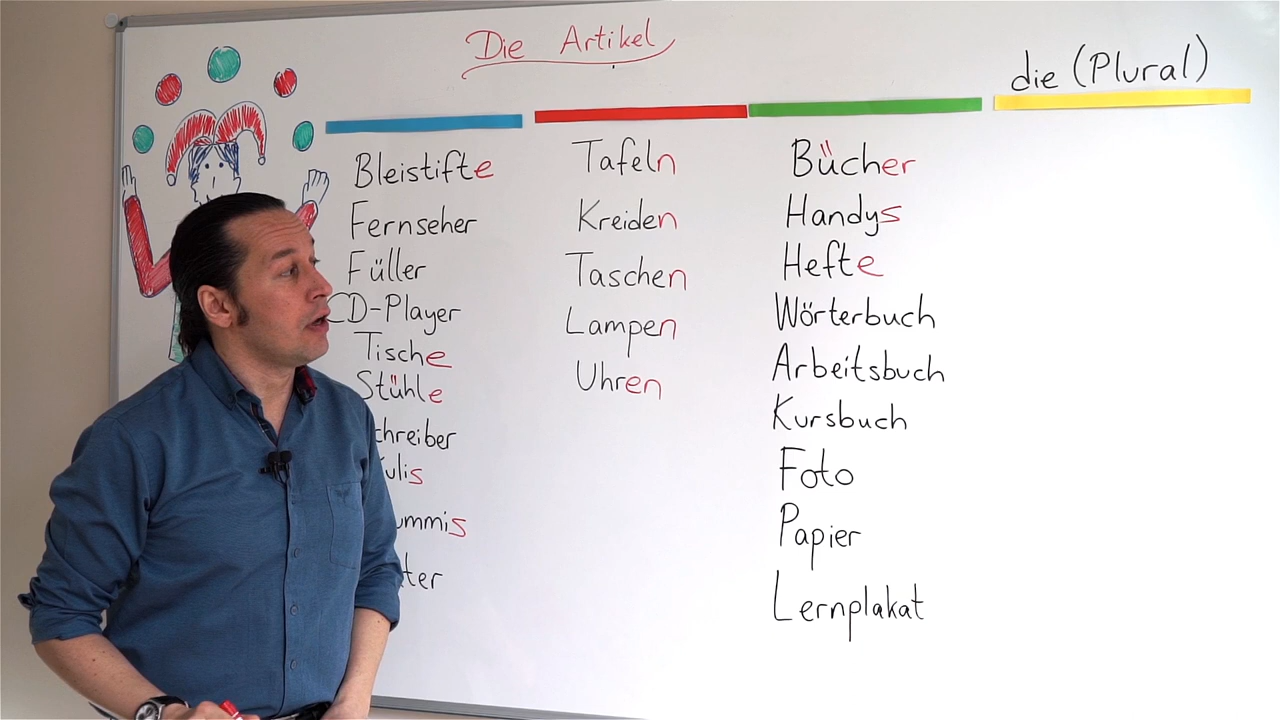 Die Artikel
die (Plural)
Bleistifte
Fernseher
Füller
CD-Player
Tische
Stühle
Tafeln
Kreiden
Taschen
Lampen
Uhren
Bücher
Handys
Hefte
Wörterbuch
Arbeitsbuch
Kursbuch
Foto
Papier
Lernplakat